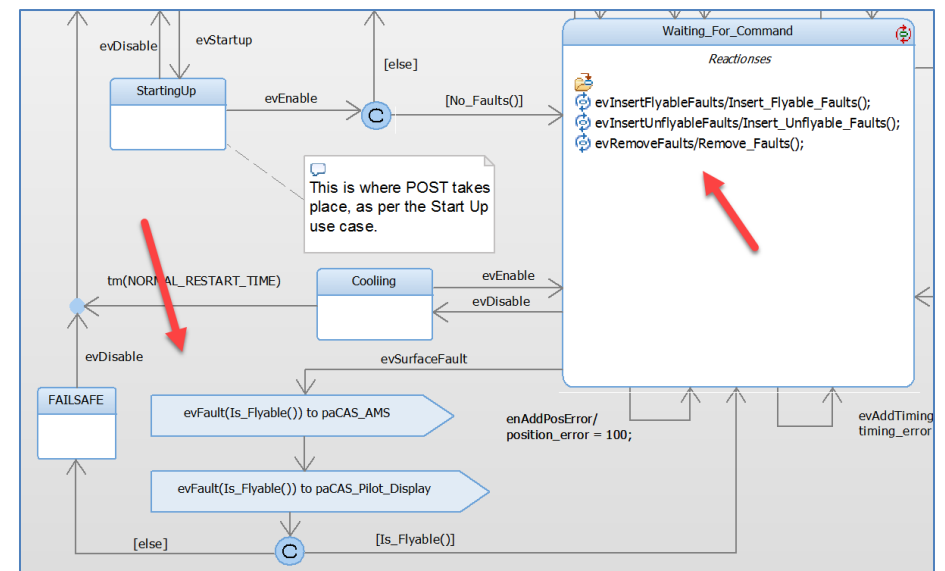 evDisable
evStartup
[else]
StartingUp
evEnable
C
[No_Faults()]
Waiting_For_Command
Reactionses
evInsertFlyableFaults/Insert_Flyable_Faults();
evInsertUnflyableFaults/Insert_Unflyable_Faults();
evRemoveFaults/Remove_Faults();
This is where POST takes
place, as per the Start Up
use case.
tm(NORMAL_RESTART_TIME)
Cooliing
evEnable
evDisable
evDisable
evSurfaceFault
FAILSAFE
evFault(Is_Flyable()) to paCAS_AMS
enAddPosError/
position_error = 100;
evAddTiming
timing_error
evFault(Is_Flyable()) to paCAS_Pilot_Display
[else]
C
[Is_Flyable()]